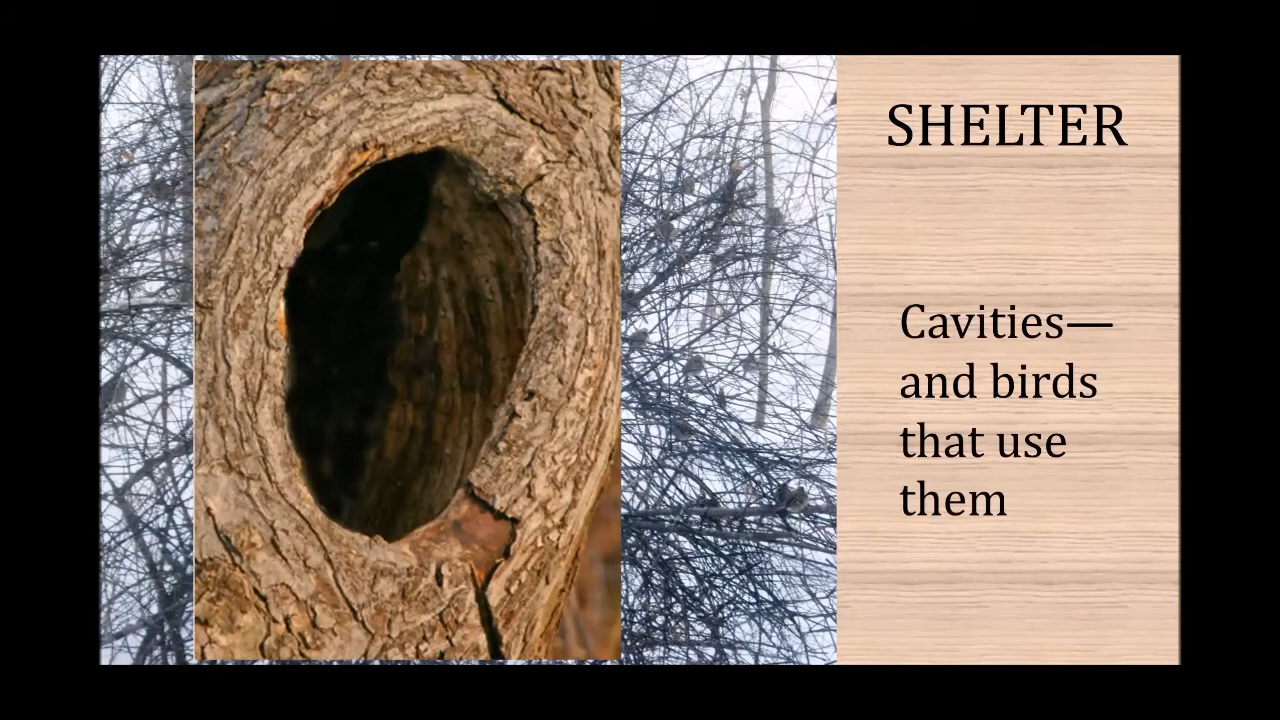 SHELTER
Cavities—
and birds
that use
them